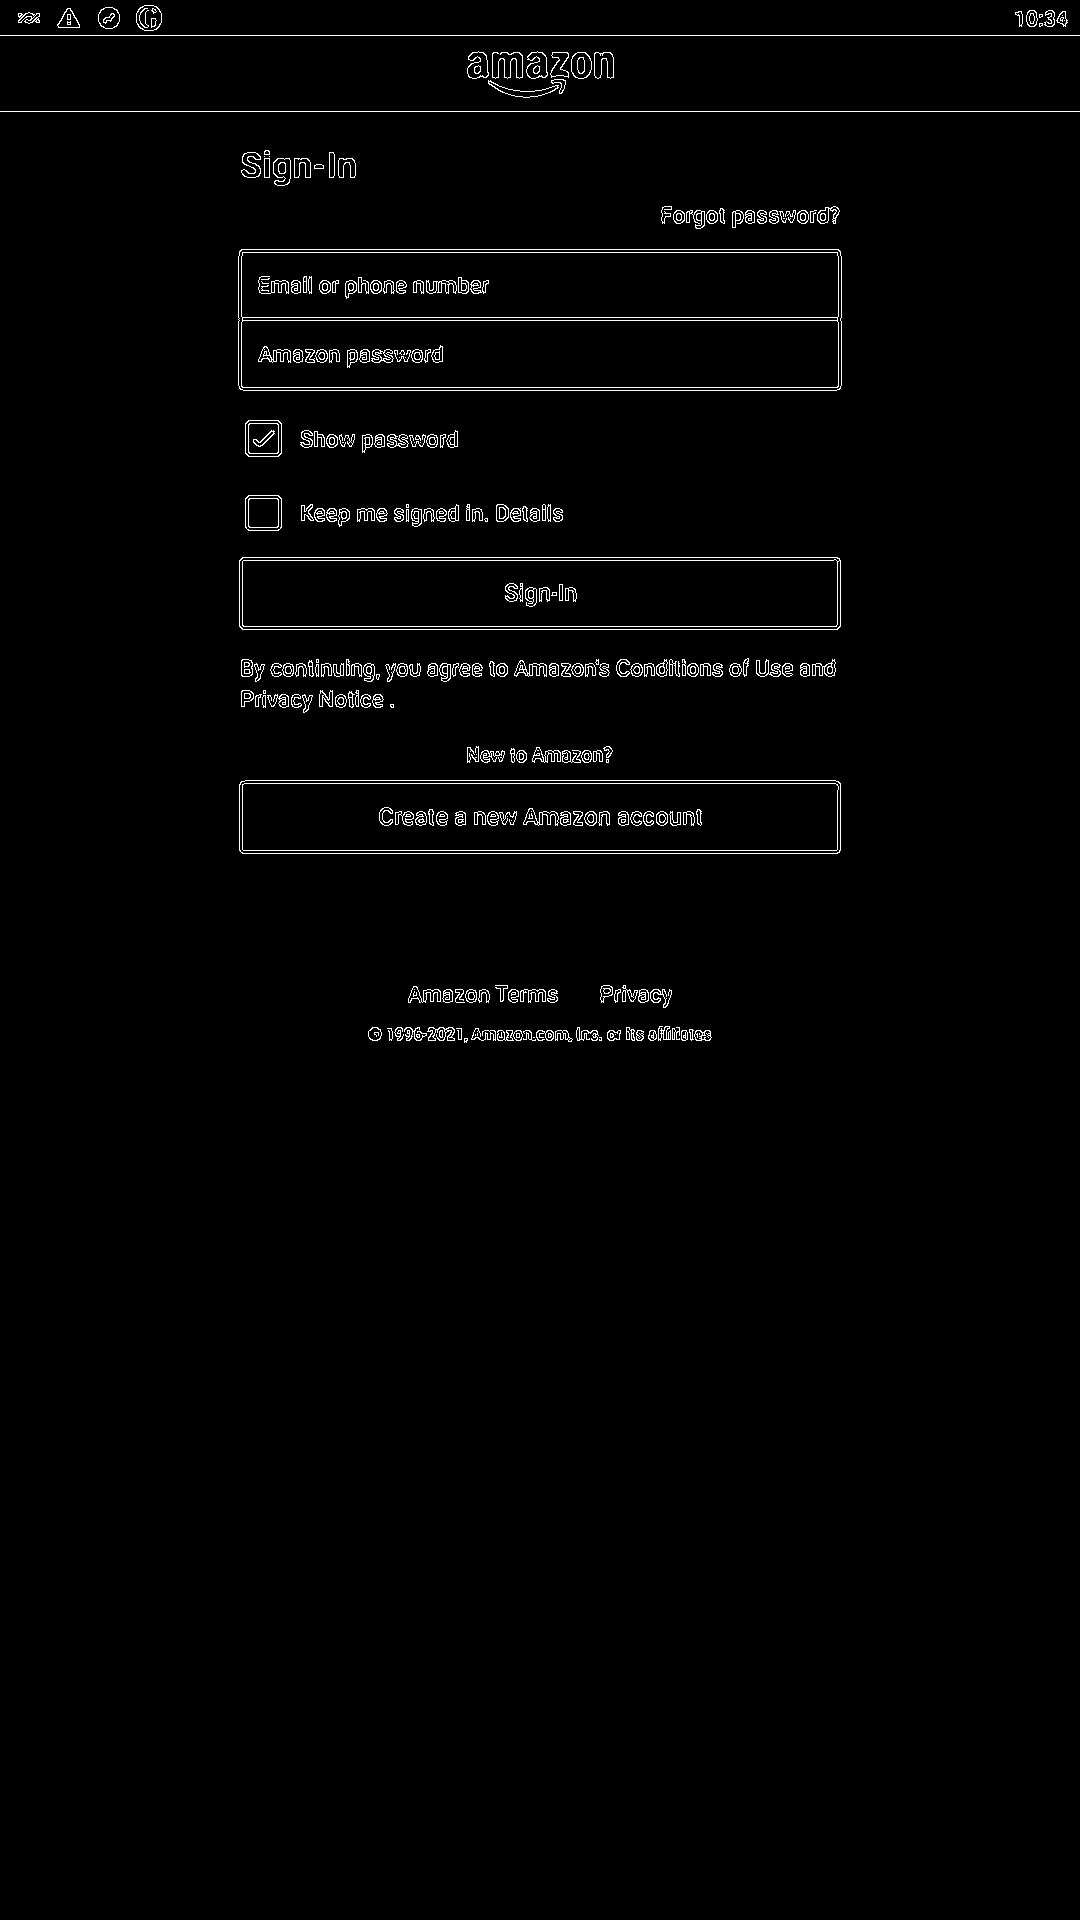 10:34
amazon
Sign-In
Forgot password?
Email or phone number
Amazon password
Show password
Keep me signed in. Details
Sign-In
By continuing, you agree to Amazon's Conditions of Use and
Privacy Notice .
New to Amazon?
Create a new Amazon account
Amazon Terms Privacy
© 1996-2021, Amazon.com, Inc. or its affiliates